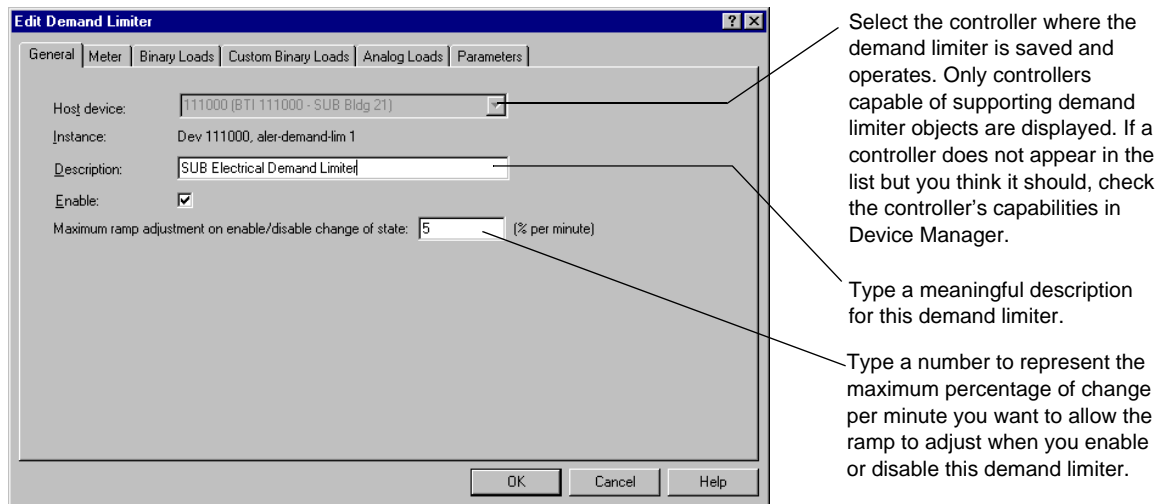 Edit Demand Limiter
General Meter Binary Loads Custom Binary Loads Analog Loads Parameters
Host device: 111000 (BTI 111000 - SUB Bldg 21)
Instance: Dev 111000, aler-demand-lim 1
Description: SUB Electrical Demand Limiter
Enable:
Maximum ramp adjustment on enable/disable change of state: 5 (% per minute)
OK Cancel Help
Select the controller where the
demand limiter is saved and
operates. Only controllers
capable of supporting demand
limiter objects are displayed. If a
controller does not appear in the
list but you think it should, check
the controller’s capabilities in
Device Manager.
Type a meaningful description
for this demand limiter.
Type a number to represent the
maximum percentage of change
per minute you want to allow the
ramp to adjust when you enable
or disable this demand limiter.